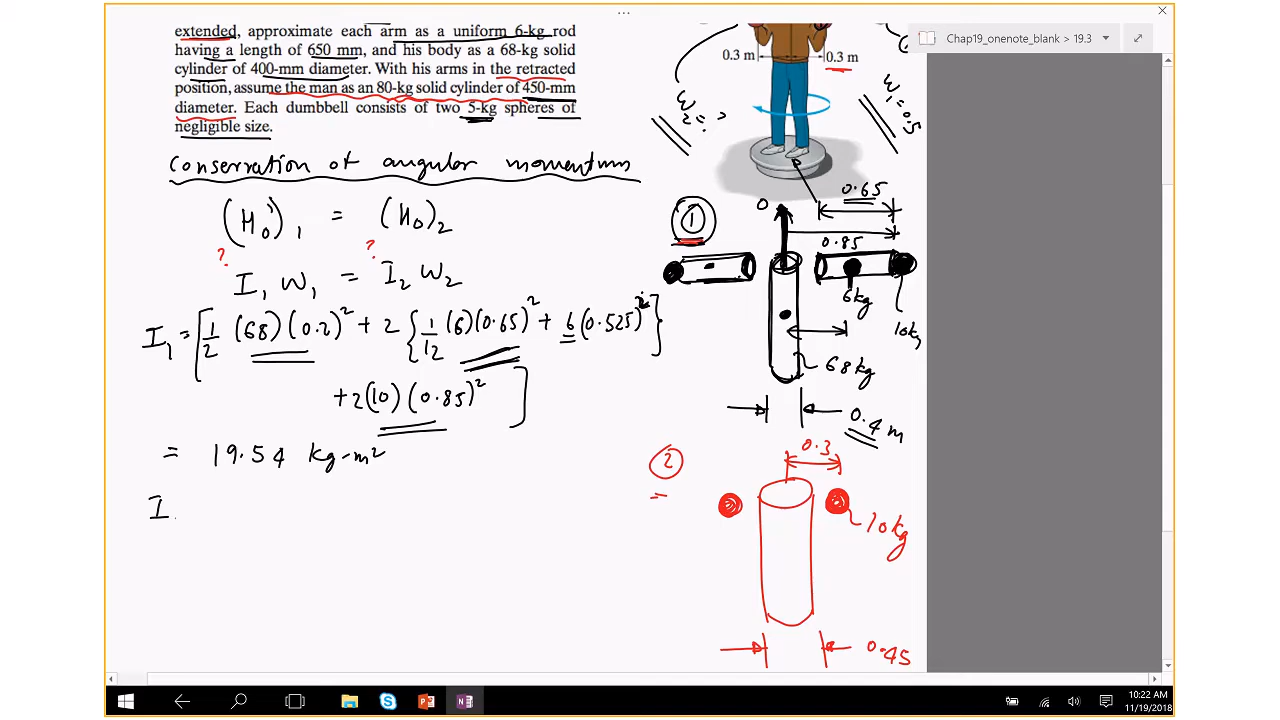 extended, approximate each arm as a uniform 6-kg rod
having a length of 650 mm, and his body as a 68-kg solid
cylinder of 400-mm diameter. With his arms in the retracted
position, assume the man as an 80-kg solid cylinder of 450-mm
diameter. Each dumbbell consists of two 5-kg spheres of
negligible size.
0.3 m
0.3 m
ω₂ = ?
ω₁ = 0.5
Conservation of angular momentum
(H₀)₁ = (H₀)₂
? ?
I₁ ω₁ = I₂ ω₂
I₁ = [ 1/2 (68)(0.2)² + 2 { 1/12 (6)(0.65)² + 6 (0.525)² }
+ 2(10)(0.85)² ]
= 19.54 kg-m²
I
1
0
0.65
0.85
6kg
10kg
68kg
0.4 m
2
=
0.3
10kg
0.45
Chap19_onenote_blank > 19.3
10:22 AM
11/19/2018